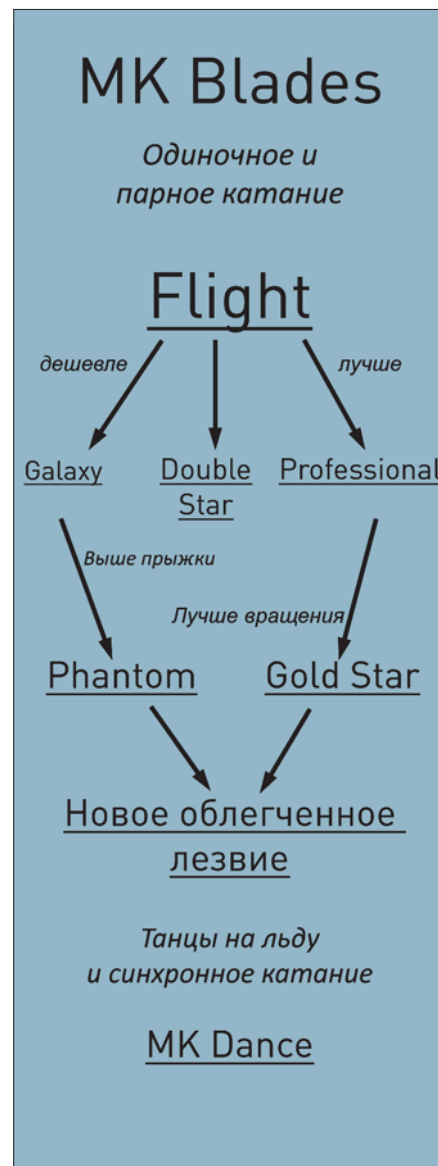 MK Blades
Одиночное и
парное катание
Flight
дешевле
лучше
Galaxy
Double
Star
Professional
Выше прыжки
Лучше вращения
Phantom
Gold Star
Новое облегченное
лезвие
Танцы на льду
и синхронное катание
MK Dance